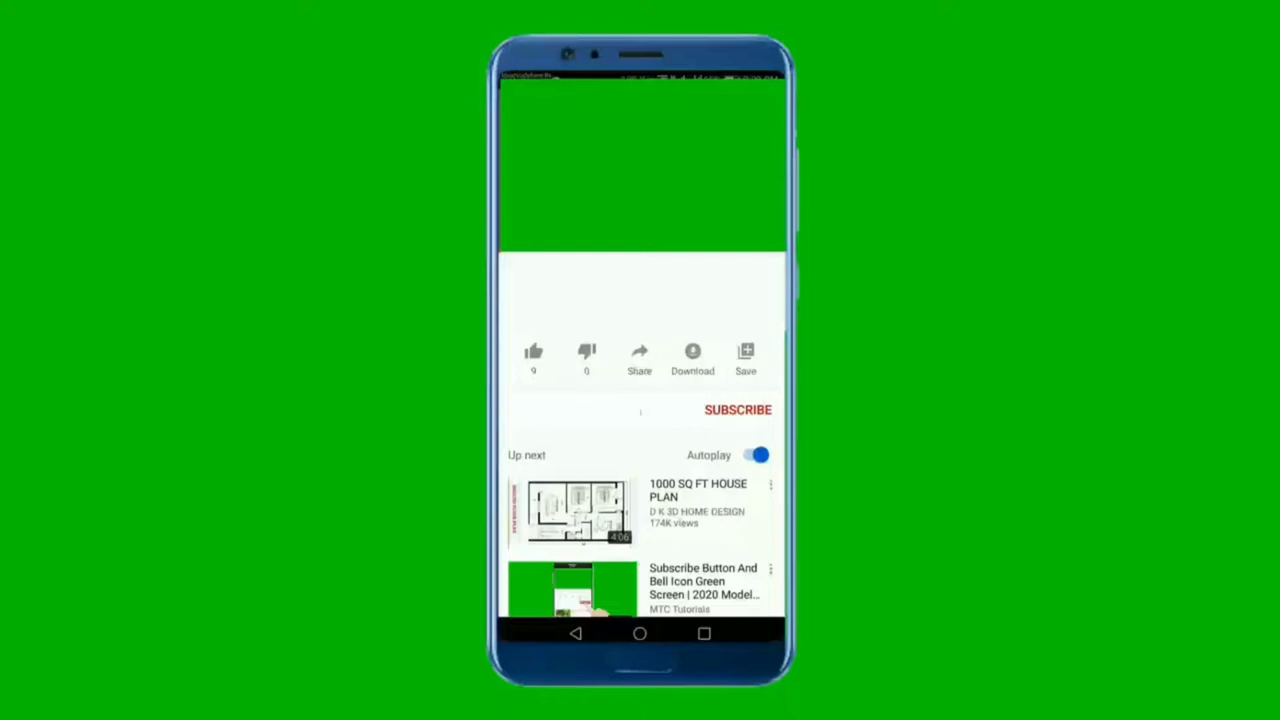 9
0
Share
Download
Save
SUBSCRIBE
Up next
Autoplay
1000 SQ FT HOUSE
PLAN
D K 3D HOME DESIGN
174K views
4:06
Subscribe Button And
Bell Icon Green
Screen | 2020 Model...
MTC Tutorials